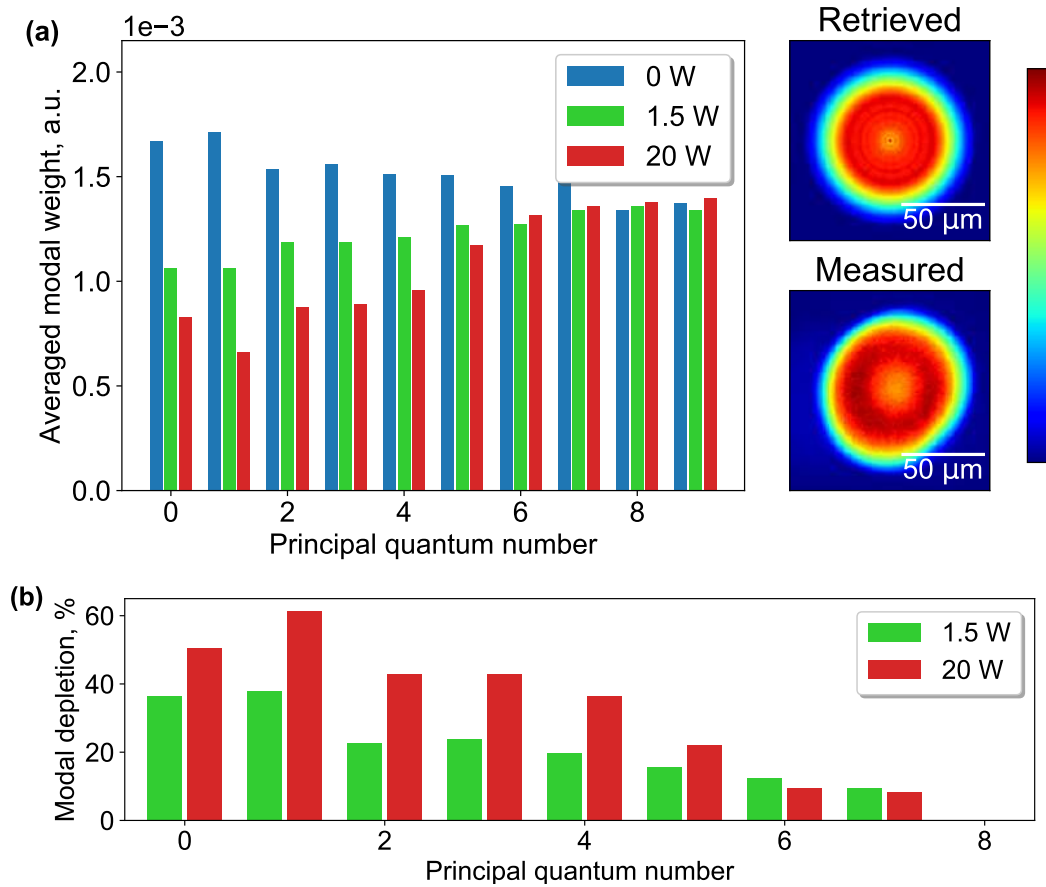 (a)
1e−3
Averaged modal weight, a.u.
2.0
1.5
1.0
0.5
0.0
0 W
1.5 W
20 W
0 2 4 6 8
Principal quantum number
Retrieved
50 μm
Measured
50 μm
(b)
Modal depletion, %
60
40
20
0
1.5 W
20 W
0 2 4 6 8
Principal quantum number